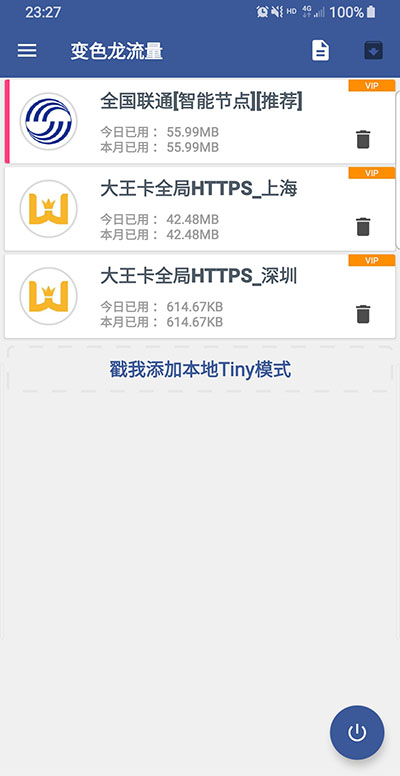 23:27
HD 4G 100%
变色龙流量
VIP
全国联通[智能节点][推荐]
今日已用： 55.99MB
本月已用： 55.99MB
VIP
大王卡全局HTTPS_上海
今日已用： 42.48MB
本月已用： 42.48MB
VIP
大王卡全局HTTPS_深圳
今日已用： 614.67KB
本月已用： 614.67KB
戳我添加本地Tiny模式